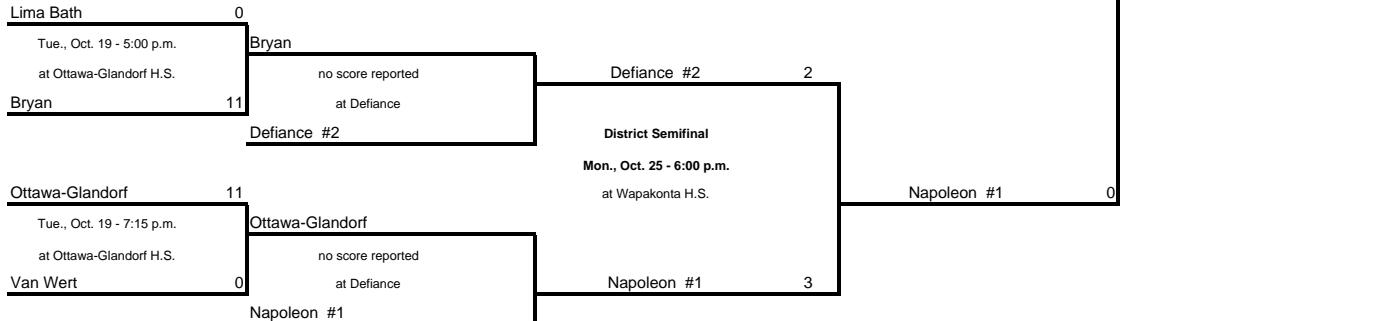 Lima Bath 0
Tue., Oct. 19 - 5:00 p.m.
at Ottawa-Glandorf H.S.
Bryan 11
Bryan
no score reported
at Defiance
Defiance #2
Defiance #2 2
District Semifinal
Mon., Oct. 25 - 6:00 p.m.
at Wapakonta H.S.
Ottawa-Glandorf 11
Tue., Oct. 19 - 7:15 p.m.
at Ottawa-Glandorf H.S.
Van Wert 0
Ottawa-Glandorf
no score reported
at Defiance
Napoleon #1
Napoleon #1 3
Napoleon #1 0